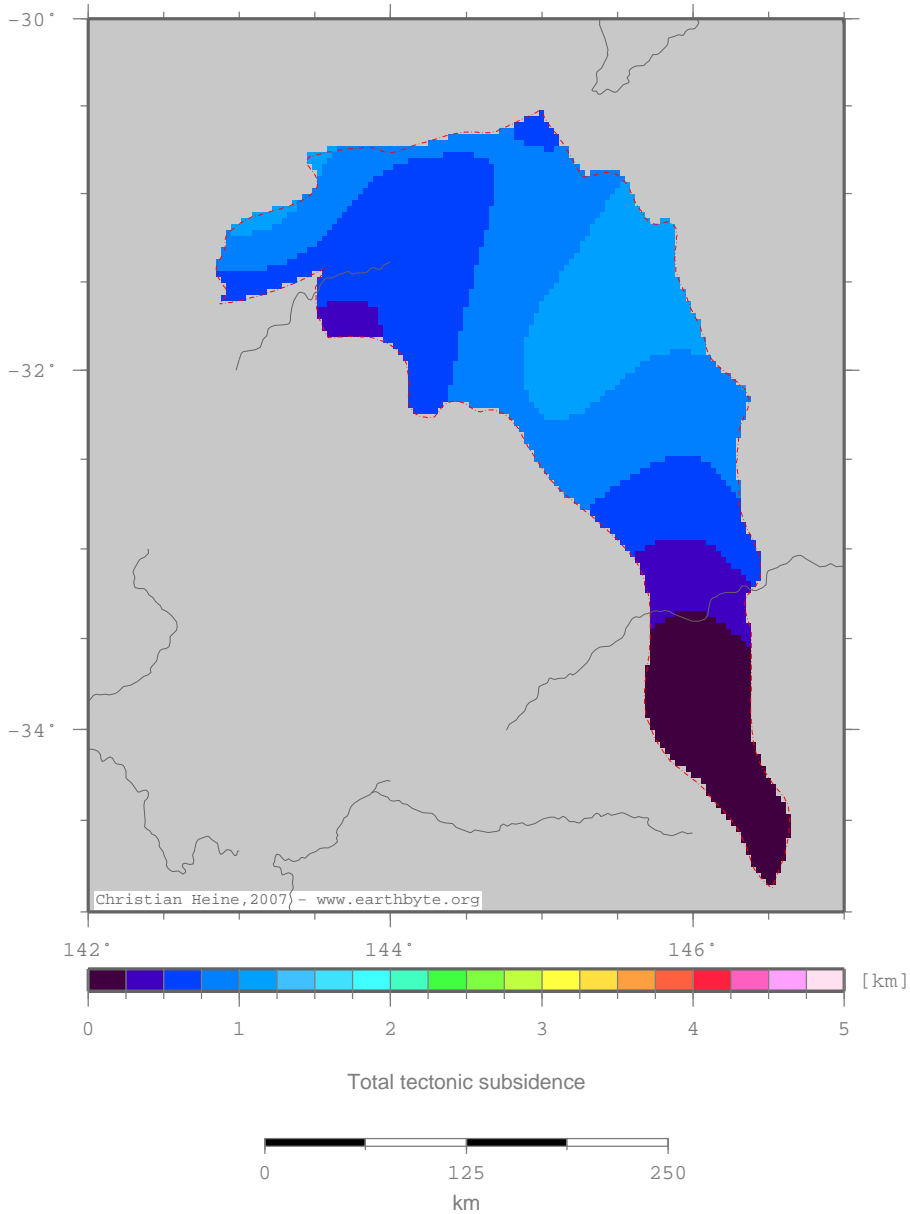 −30°
−32°
−34°
Christian Heine,2007 - www.earthbyte.org
142° 144° 146°
[km]
0 1 2 3 4 5
Total tectonic subsidence
0 125 250
km